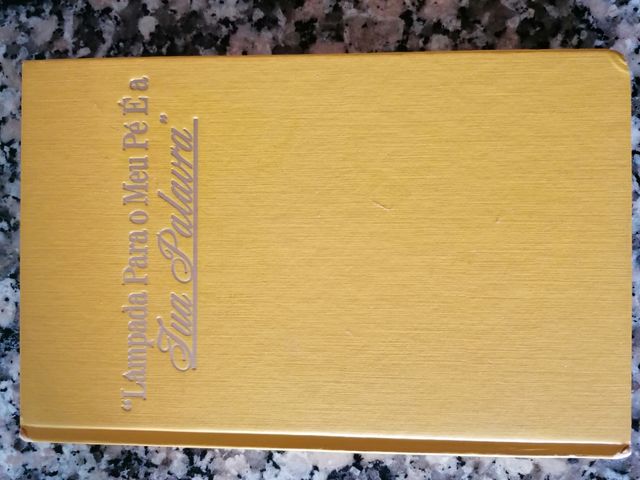 “Lâmpada Para o Meu Pé É a
Tua Palavra”